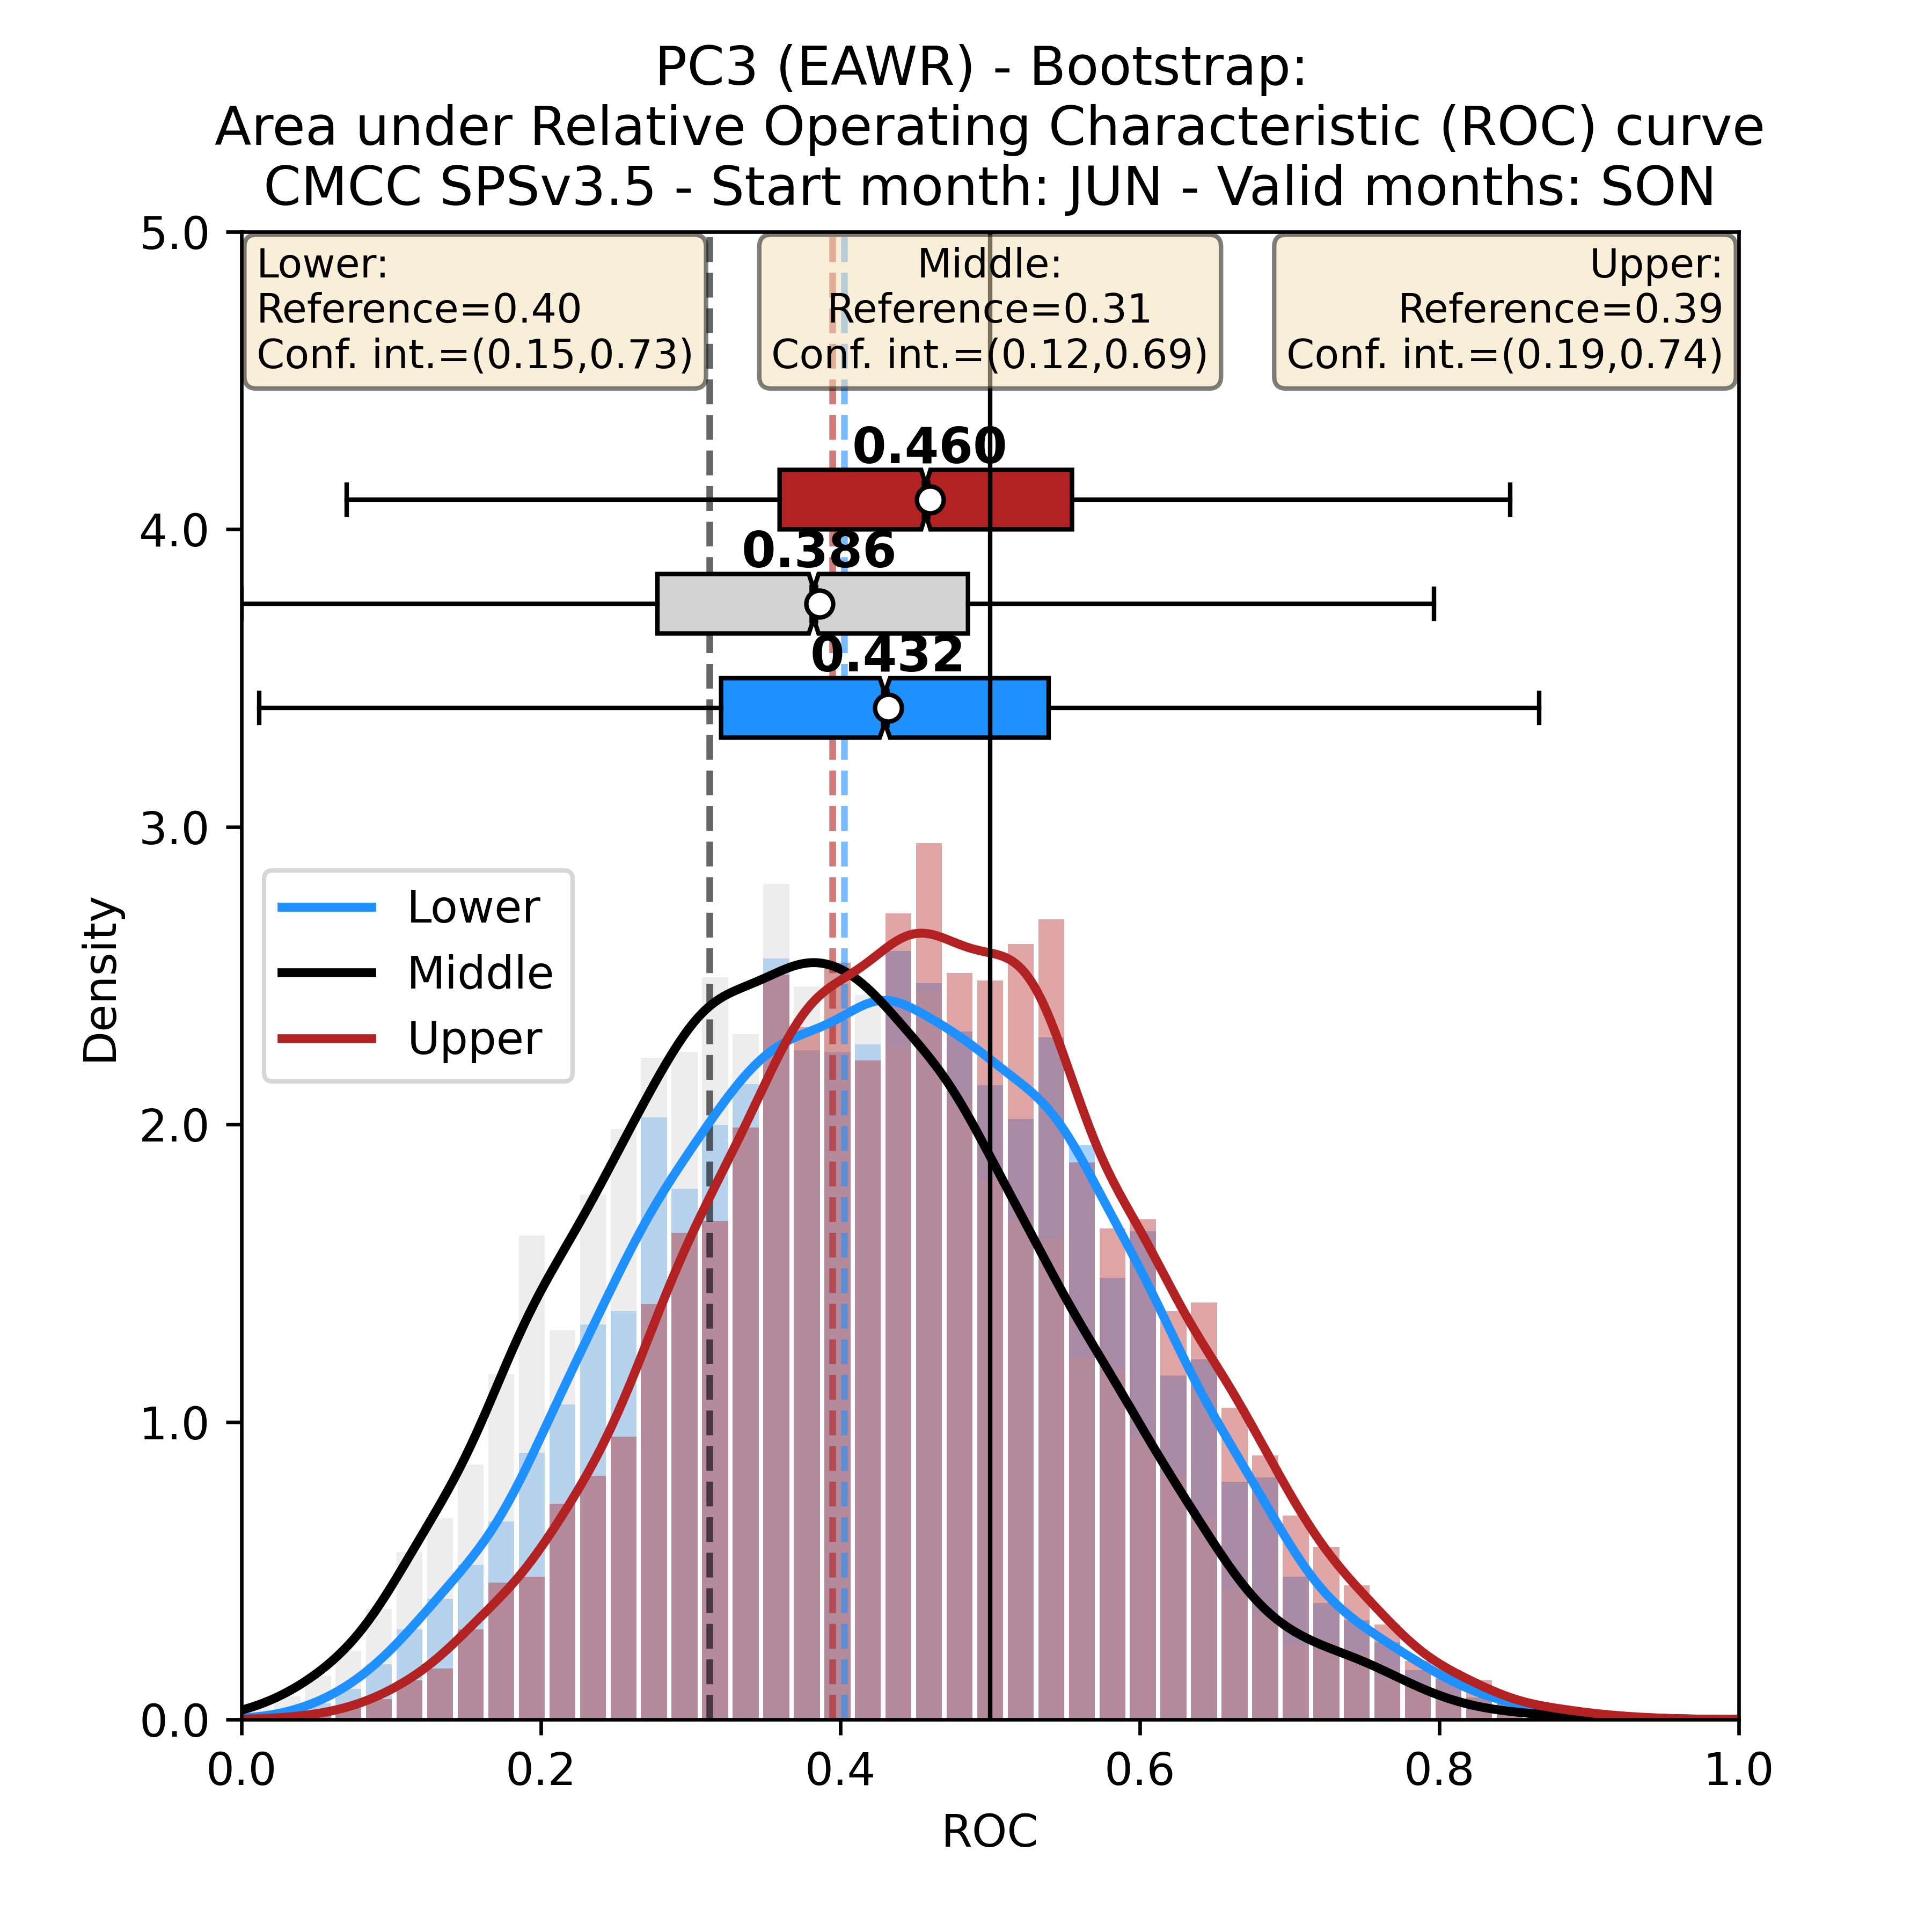 PC3 (EAWR) - Bootstrap:
Area under Relative Operating Characteristic (ROC) curve
CMCC SPSv3.5 - Start month: JUN - Valid months: SON
5.0
Lower:
Reference=0.40
Conf. int.=(0.15,0.73)
Middle:
Reference=0.31
Conf. int.=(0.12,0.69)
Upper:
Reference=0.39
Conf. int.=(0.19,0.74)
0.460
4.0
0.386
0.432
3.0
Lower
Middle
Upper
Density
2.0
1.0
0.0
0.0 0.2 0.4 0.6 0.8 1.0
ROC